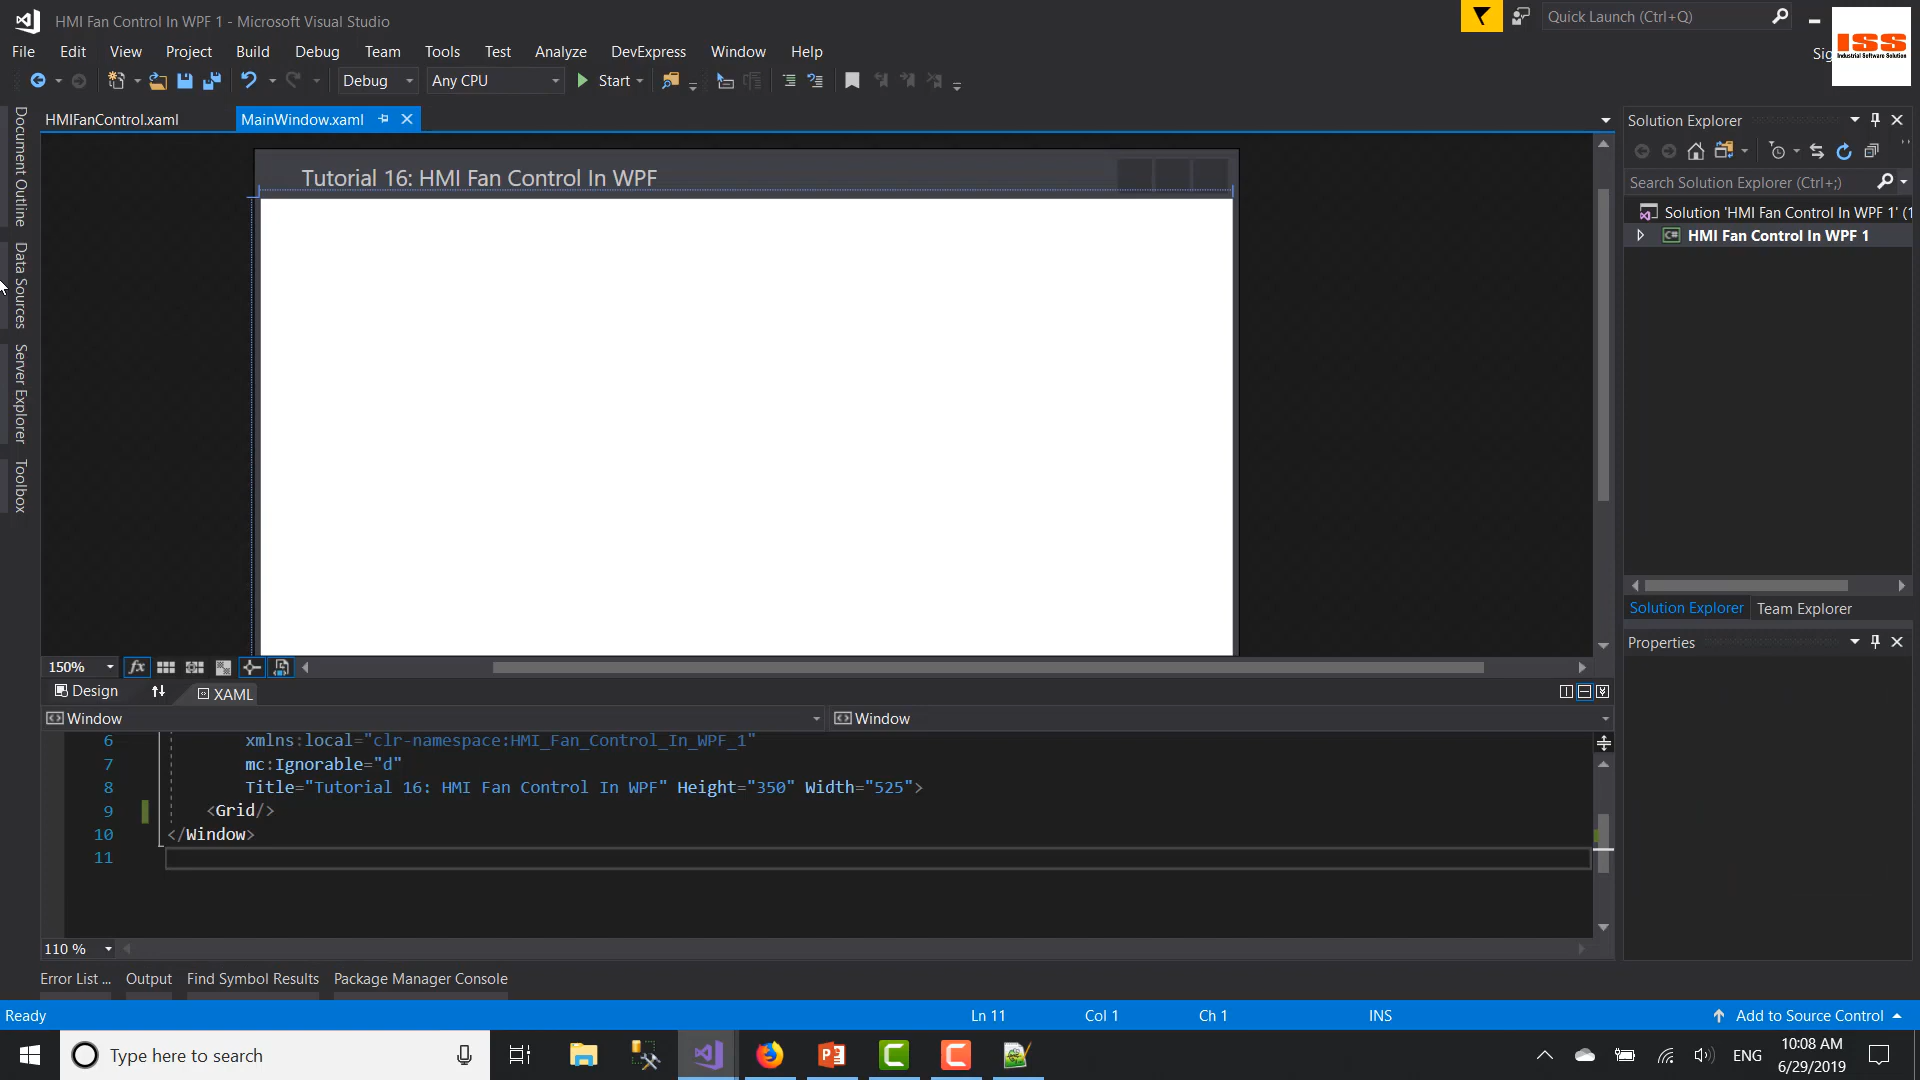 HMI Fan Control In WPF 1 - Microsoft Visual Studio
Quick Launch (Ctrl+Q)
ISS
Industrial Software Solution
File Edit View Project Build Debug Team Tools Test Analyze DevExpress Window Help
Sig
Debug Any CPU Start
HMIFanControl.xaml MainWindow.xaml
Document Outline
Data Sources
Server Explorer
Toolbox
Tutorial 16: HMI Fan Control In WPF
Solution Explorer
Search Solution Explorer (Ctrl+;)
Solution 'HMI Fan Control In WPF 1' (1
C# HMI Fan Control In WPF 1
Solution Explorer Team Explorer
Properties
150% fx
Design XAML
Window Window
6 xmlns:local="clr-namespace:HMI_Fan_Control_In_WPF_1"
7 mc:Ignorable="d"
8 Title="Tutorial 16: HMI Fan Control In WPF" Height="350" Width="525">
9 <Grid/>
10 </Window>
11
110 %
Error List ... Output Find Symbol Results Package Manager Console
Ready Ln 11 Col 1 Ch 1 INS Add to Source Control
Type here to search
ENG
10:08 AM
6/29/2019